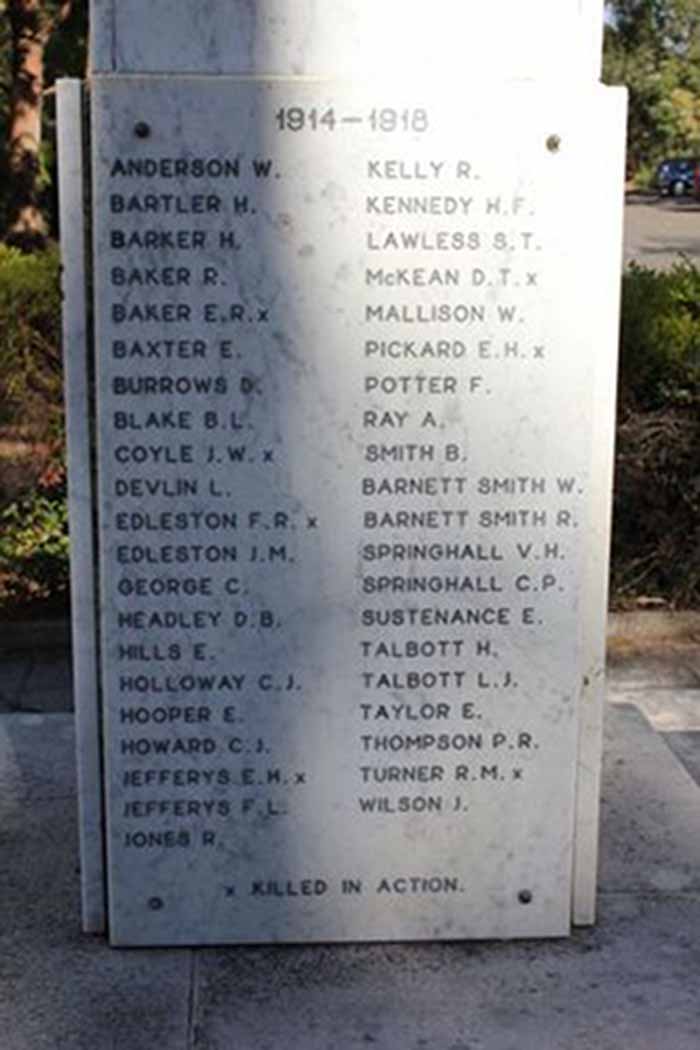 1914–1918
ANDERSON W.
BARTLER H.
BARKER H.
BAKER R.
BAKER E.R. x
BAXTER E.
BURROWS D.
BLAKE B.L.
COYLE J.W. x
DEVLIN L.
EDLESTON F.R. x
EDLESTON J.M.
GEORGE C.
HEADLEY D.B.
HILLS E.
HOLLOWAY C.J.
HOOPER E.
HOWARD C.J.
JEFFERYS E.H. x
JEFFERYS F.L.
JONES R.
KELLY R.
KENNEDY H.F.
LAWLESS S.T.
McKEAN D.T. x
MALLISON W.
PICKARD E.H. x
POTTER F.
RAY A.
SMITH B.
BARNETT SMITH W.
BARNETT SMITH R.
SPRINGHALL V.H.
SPRINGHALL C.P.
SUSTENANCE E.
TALBOTT H.
TALBOTT L.J.
TAYLOR E.
THOMPSON P.R.
TURNER R.M. x
WILSON J.
x KILLED IN ACTION.